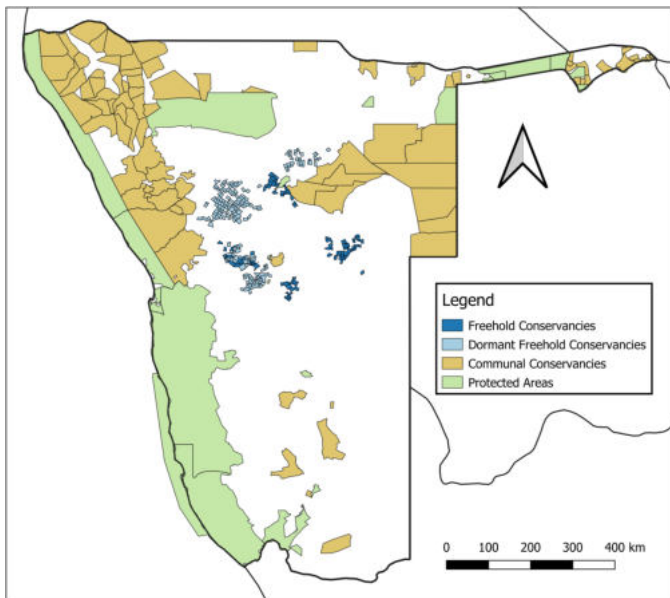 Legend
Freehold Conservancies
Dormant Freehold Conservancies
Communal Conservancies
Protected Areas
0 100 200 300 400 km